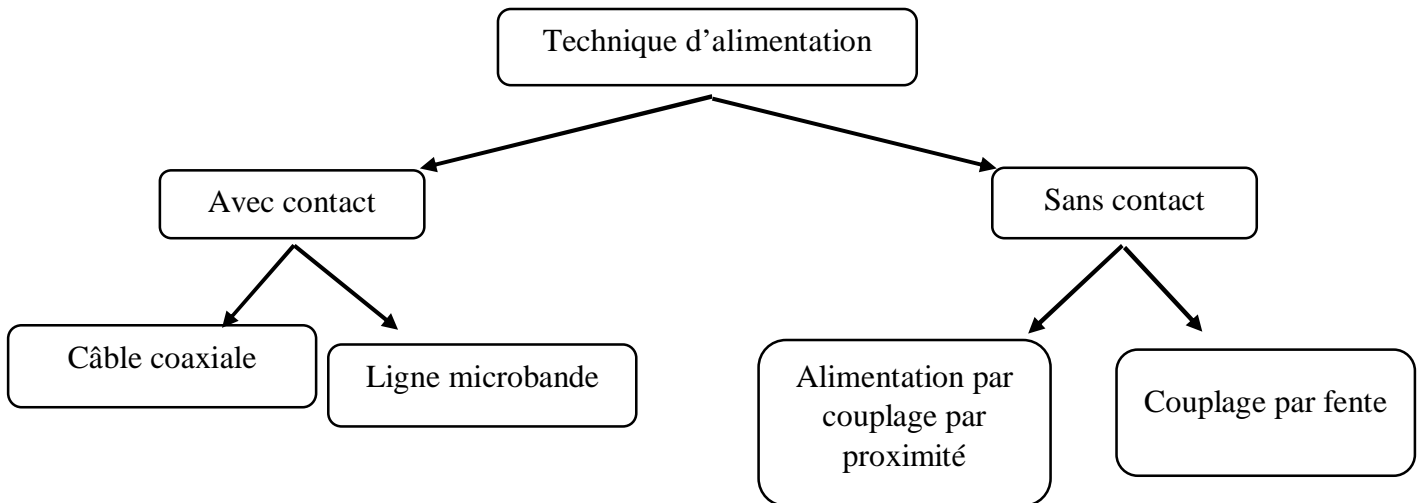 Technique d’alimentation
Avec contact
Sans contact
Câble coaxiale
Ligne microbande
Alimentation par
couplage par
proximité
Couplage par fente